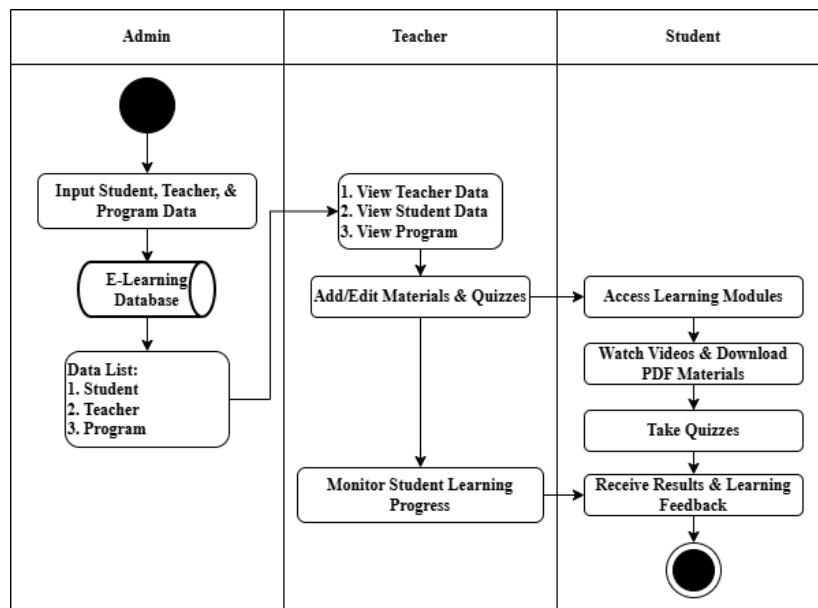 Admin
Teacher
Student
Input Student, Teacher, &
Program Data
E-Learning
Database
Data List:
1. Student
2. Teacher
3. Program
1. View Teacher Data
2. View Student Data
3. View Program
Add/Edit Materials & Quizzes
Monitor Student Learning
Progress
Access Learning Modules
Watch Videos & Download
PDF Materials
Take Quizzes
Receive Results & Learning
Feedback